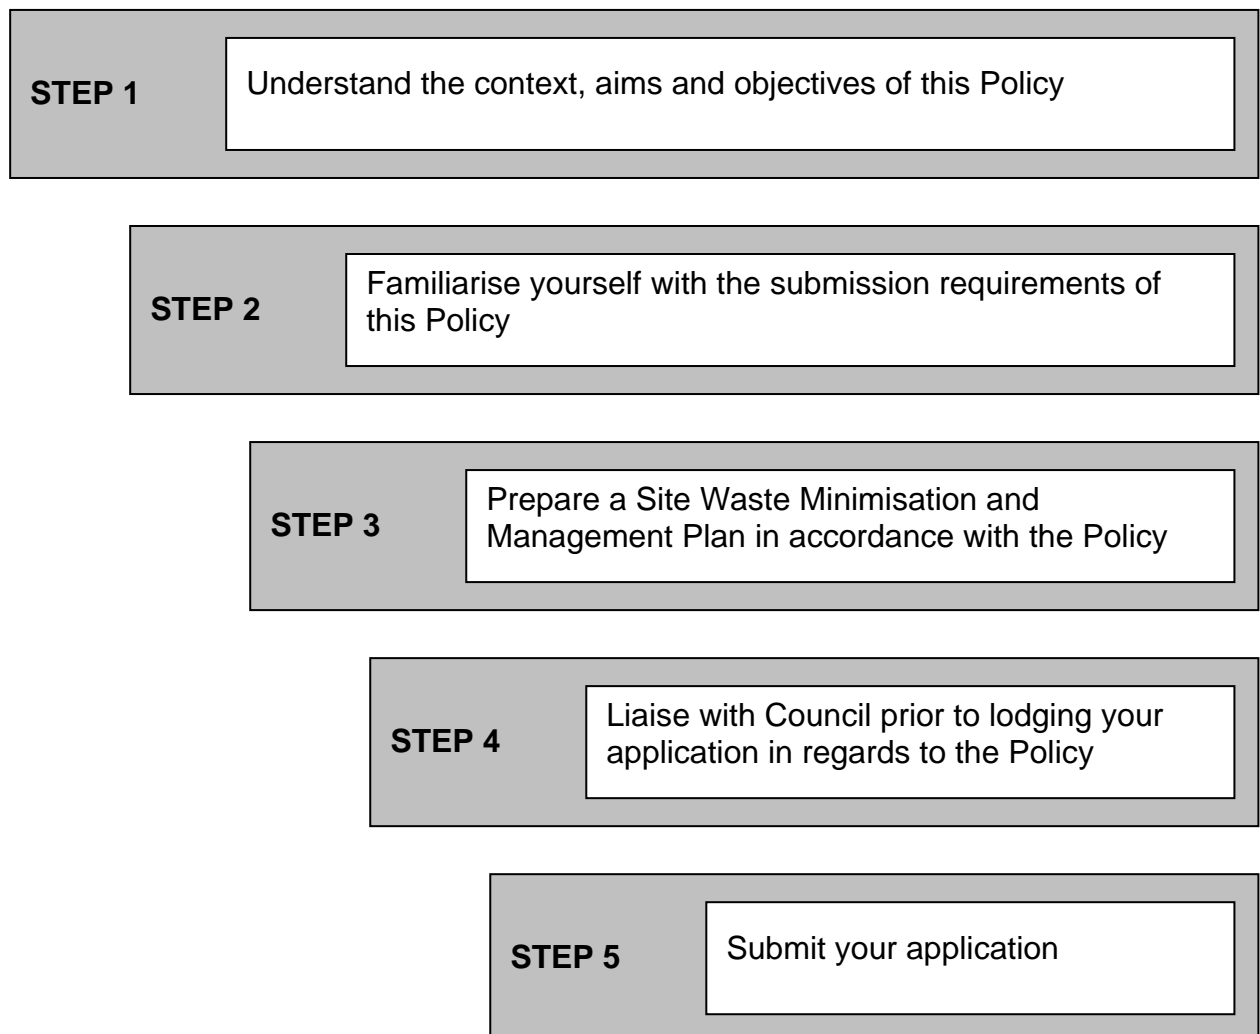 STEP 1
Understand the context, aims and objectives of this Policy
STEP 2
Familiarise yourself with the submission requirements of
this Policy
STEP 3
Prepare a Site Waste Minimisation and
Management Plan in accordance with the Policy
STEP 4
Liaise with Council prior to lodging your
application in regards to the Policy
STEP 5
Submit your application